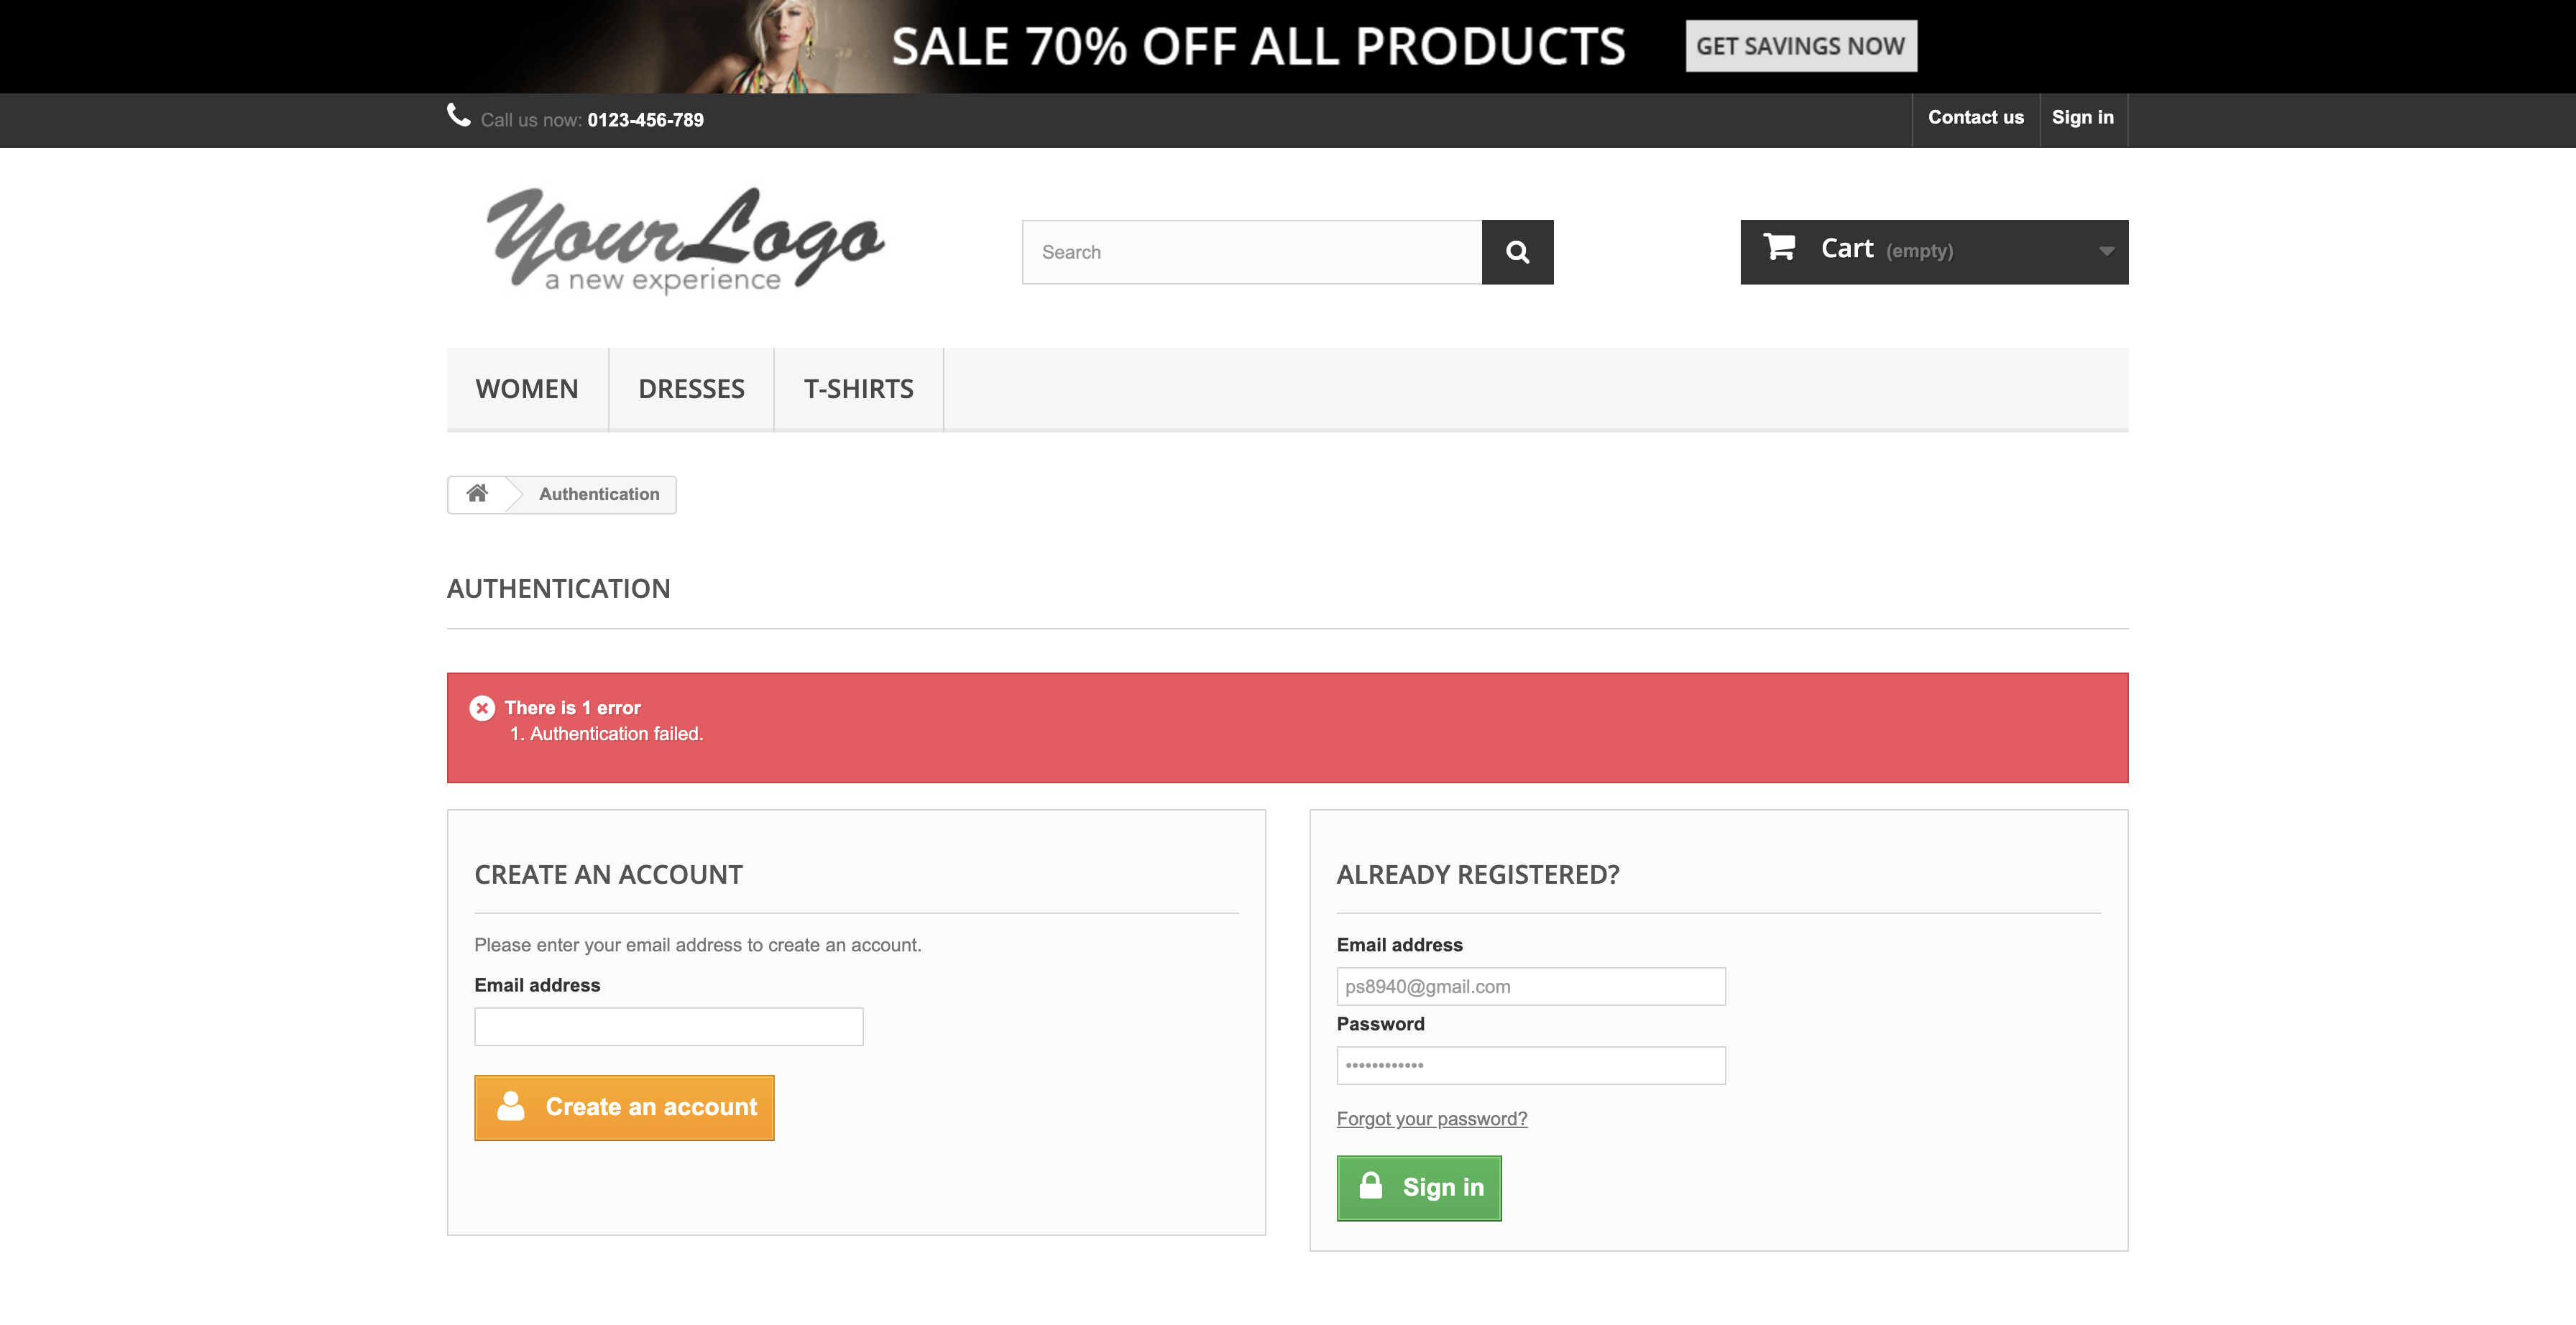 SALE 70% OFF ALL PRODUCTS
GET SAVINGS NOW
Call us now: 0123-456-789
Contact us
Sign in
YourLogo
a new experience
Search
Cart (empty)
WOMEN
DRESSES
T-SHIRTS
Authentication
AUTHENTICATION
There is 1 error
1. Authentication failed.
CREATE AN ACCOUNT
Please enter your email address to create an account.
Email address
Create an account
ALREADY REGISTERED?
Email address
ps8940@gmail.com
Password
••••••••••••
Forgot your password?
Sign in